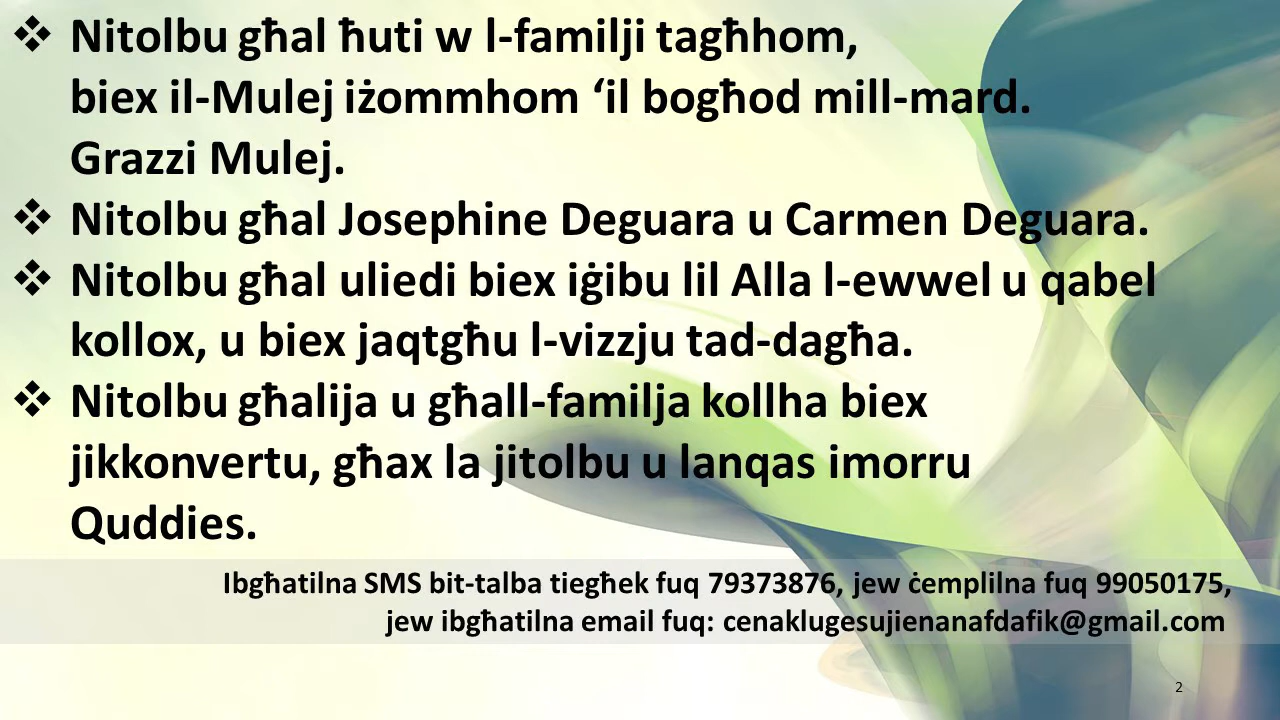 ❖ Nitolbu għal ħuti w l-familji tagħhom,
biex il-Mulej iżommhom ‘il bogħod mill-mard.
Grazzi Mulej.
❖ Nitolbu għal Josephine Deguara u Carmen Deguara.
❖ Nitolbu għal uliedi biex iġibu lil Alla l-ewwel u qabel
kollox, u biex jaqtgħu l-vizzju tad-dagħa.
❖ Nitolbu għalija u għall-familja kollha biex
jikkonvertu, għax la jitolbu u lanqas imorru
Quddies.
Ibgħatilna SMS bit-talba tiegħek fuq 79373876, jew ċemplilna fuq 99050175,
jew ibgħatilna email fuq: cenaklugesujienanafdafik@gmail.com
2